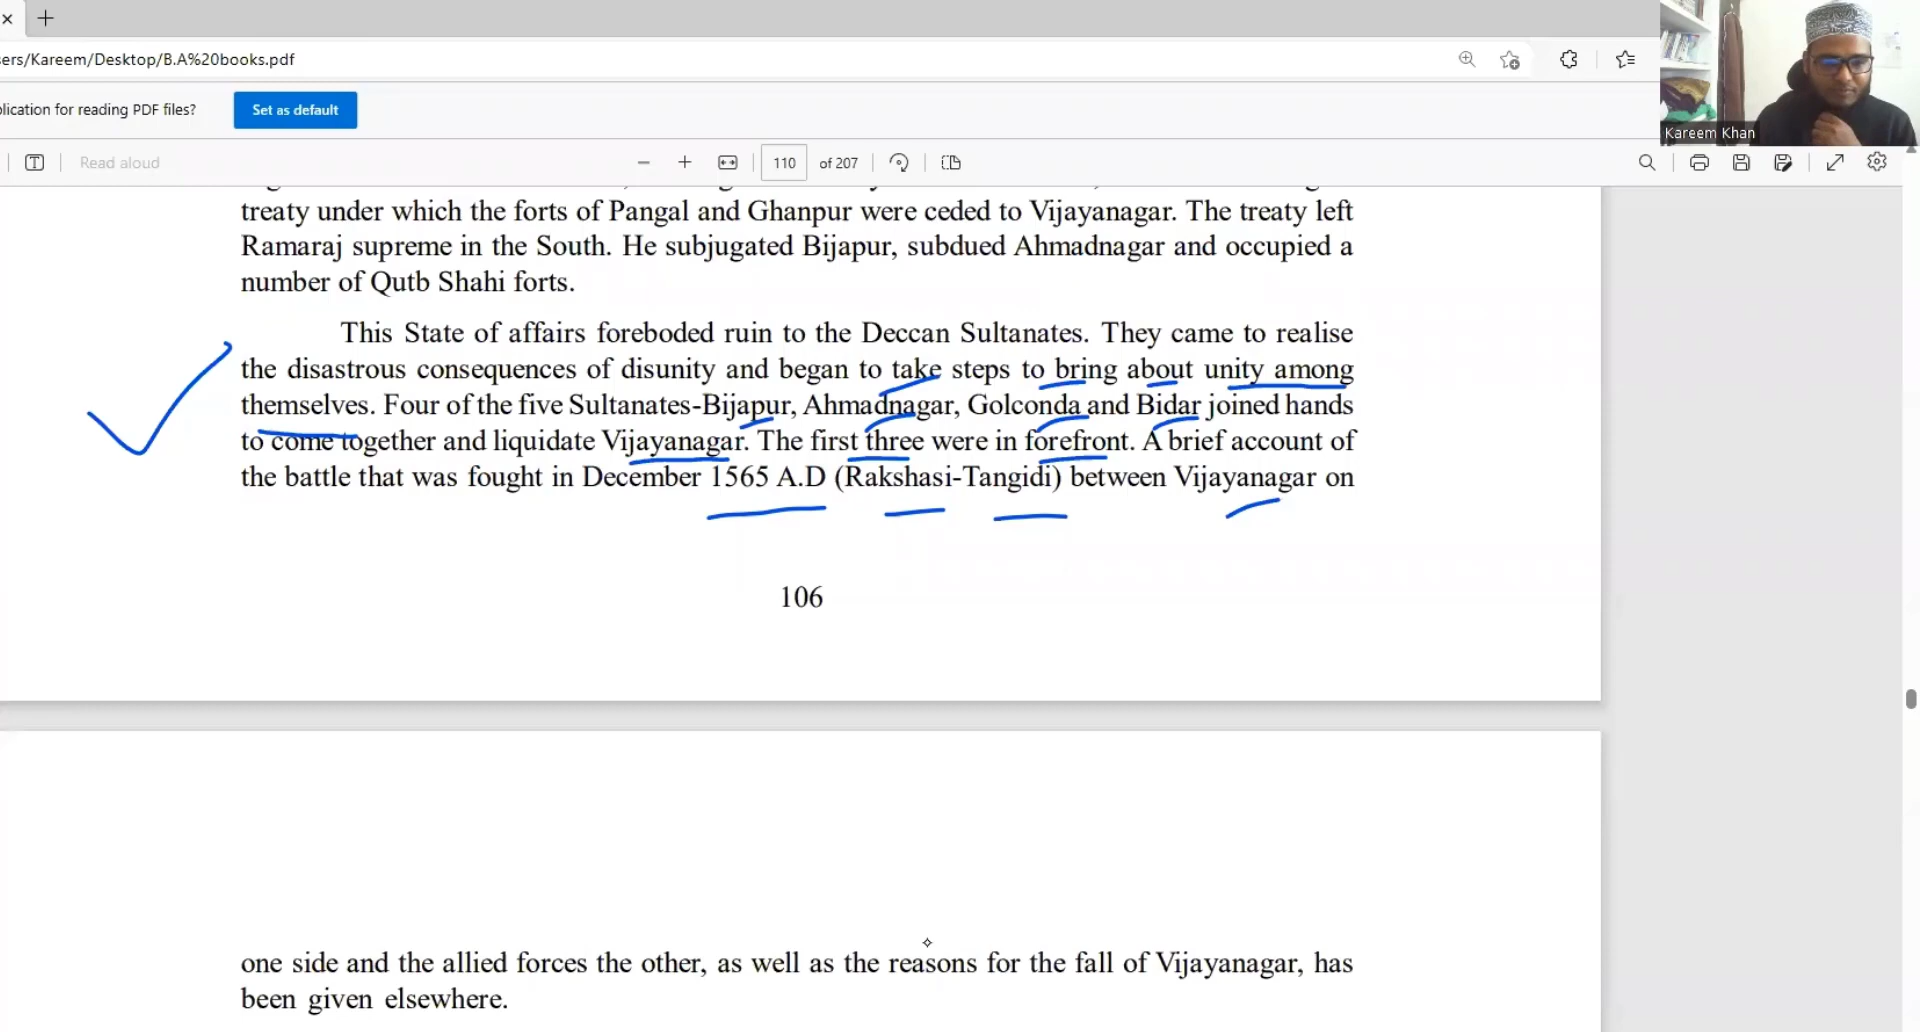 ers/Kareem/Desktop/B.A%20books.pdf
plication for reading PDF files? Set as default
Kareem Khan
Read aloud 110 of 207
treaty under which the forts of Pangal and Ghanpur were ceded to Vijayanagar. The treaty left
Ramaraj supreme in the South. He subjugated Bijapur, subdued Ahmadnagar and occupied a
number of Qutb Shahi forts.
This State of affairs foreboded ruin to the Deccan Sultanates. They came to realise
the disastrous consequences of disunity and began to take steps to bring about unity among
themselves. Four of the five Sultanates-Bijapur, Ahmadnagar, Golconda and Bidar joined hands
to come together and liquidate Vijayanagar. The first three were in forefront. A brief account of
the battle that was fought in December 1565 A.D (Rakshasi-Tangidi) between Vijayanagar on
106
one side and the allied forces the other, as well as the reasons for the fall of Vijayanagar, has
been given elsewhere.